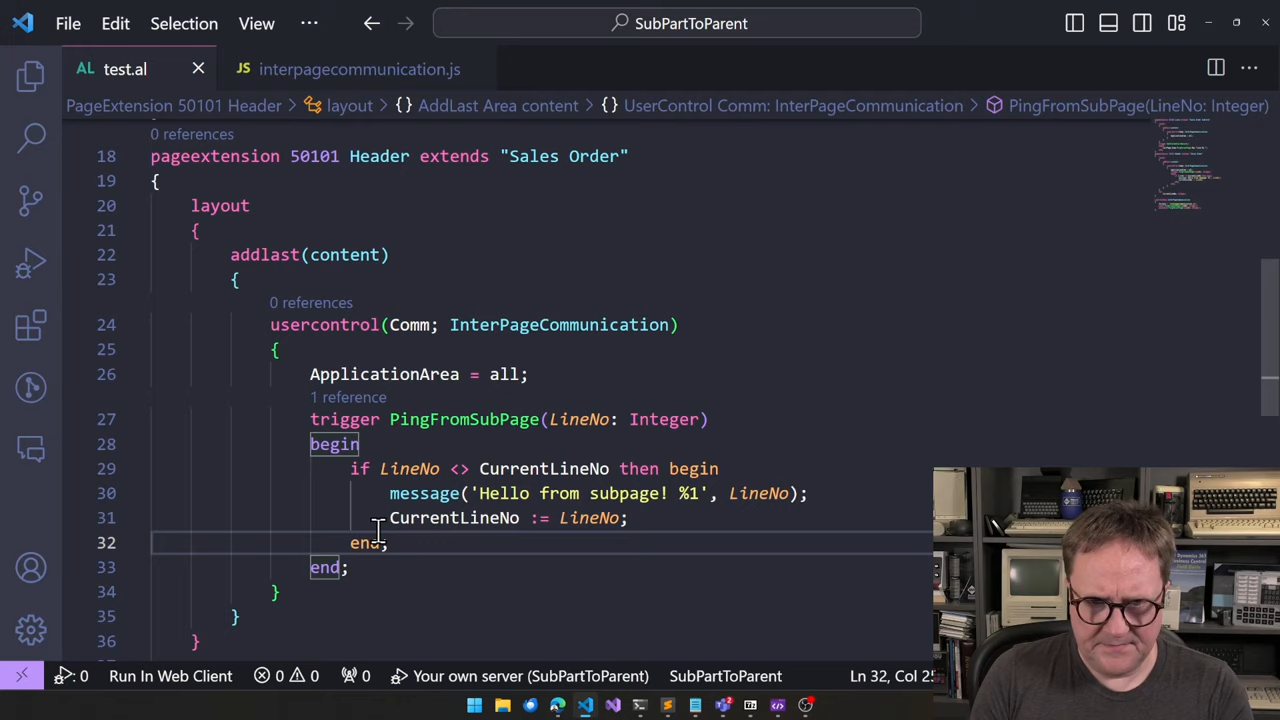 File Edit Selection View ··· SubPartToParent
AL test.al JS interpagecommunication.js
PageExtension 50101 Header > layout > {} AddLast Area content > {} UserControl Comm: InterPageCommunication > PingFromSubPage(LineNo: Integer)
0 references
18 pageextension 50101 Header extends "Sales Order"
19 {
20 layout
21 {
22 addlast(content)
23 {
0 references
24 usercontrol(Comm; InterPageCommunication)
25 {
26 ApplicationArea = all;
1 reference
27 trigger PingFromSubPage(LineNo: Integer)
28 begin
29 if LineNo <> CurrentLineNo then begin
30 message('Hello from subpage! %1', LineNo);
31 CurrentLineNo := LineNo;
32 end;
33 end;
34 }
35 }
36 }
: 0 Run In Web Client 0 0 0 Your own server (SubPartToParent) SubPartToParent Ln 32, Col 25